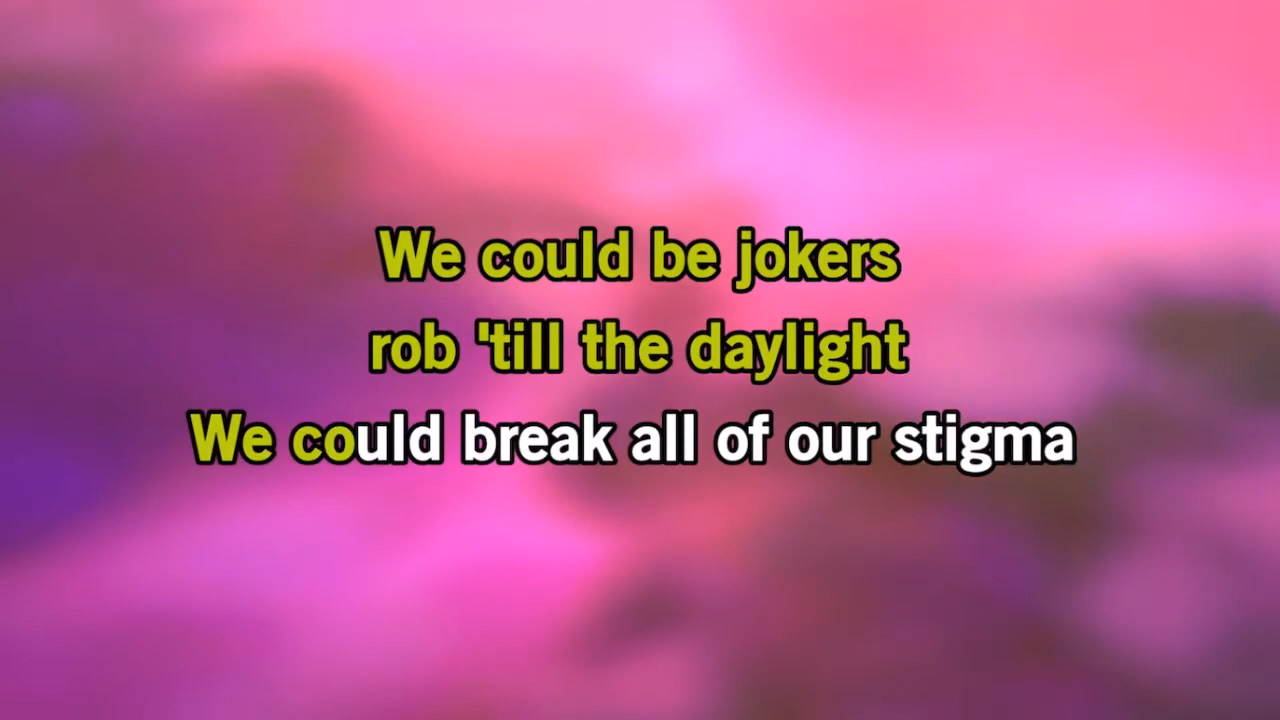 We could be jokers
rob 'till the daylight
We could break all of our stigma